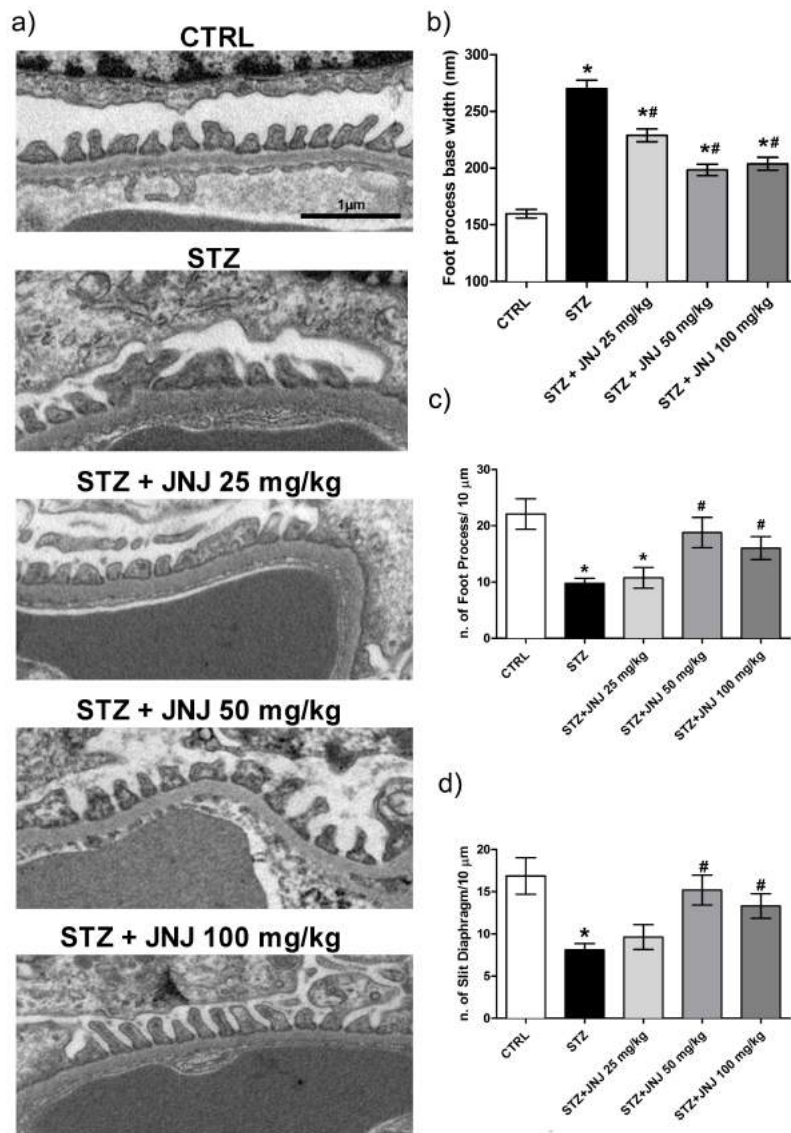 a)
CTRL
1μm
STZ
STZ + JNJ 25 mg/kg
STZ + JNJ 50 mg/kg
STZ + JNJ 100 mg/kg
b)
Foot process base width (nm)
300
250
200
150
100
*
*#
*#
*#
CTRL
STZ
STZ + JNJ 25 mg/kg
STZ + JNJ 50 mg/kg
STZ + JNJ 100 mg/kg
c)
n. of Foot Process/ 10 μm
30
20
10
0
*
*
#
#
CTRL
STZ
STZ+JNJ 25 mg/kg
STZ+JNJ 50 mg/kg
STZ+JNJ 100 mg/kg
d)
n. of Slit Diaphragm/10 μm
20
15
10
5
0
*
#
#
CTRL
STZ
STZ+JNJ 25 mg/kg
STZ+JNJ 50 mg/kg
STZ+JNJ 100 mg/kg